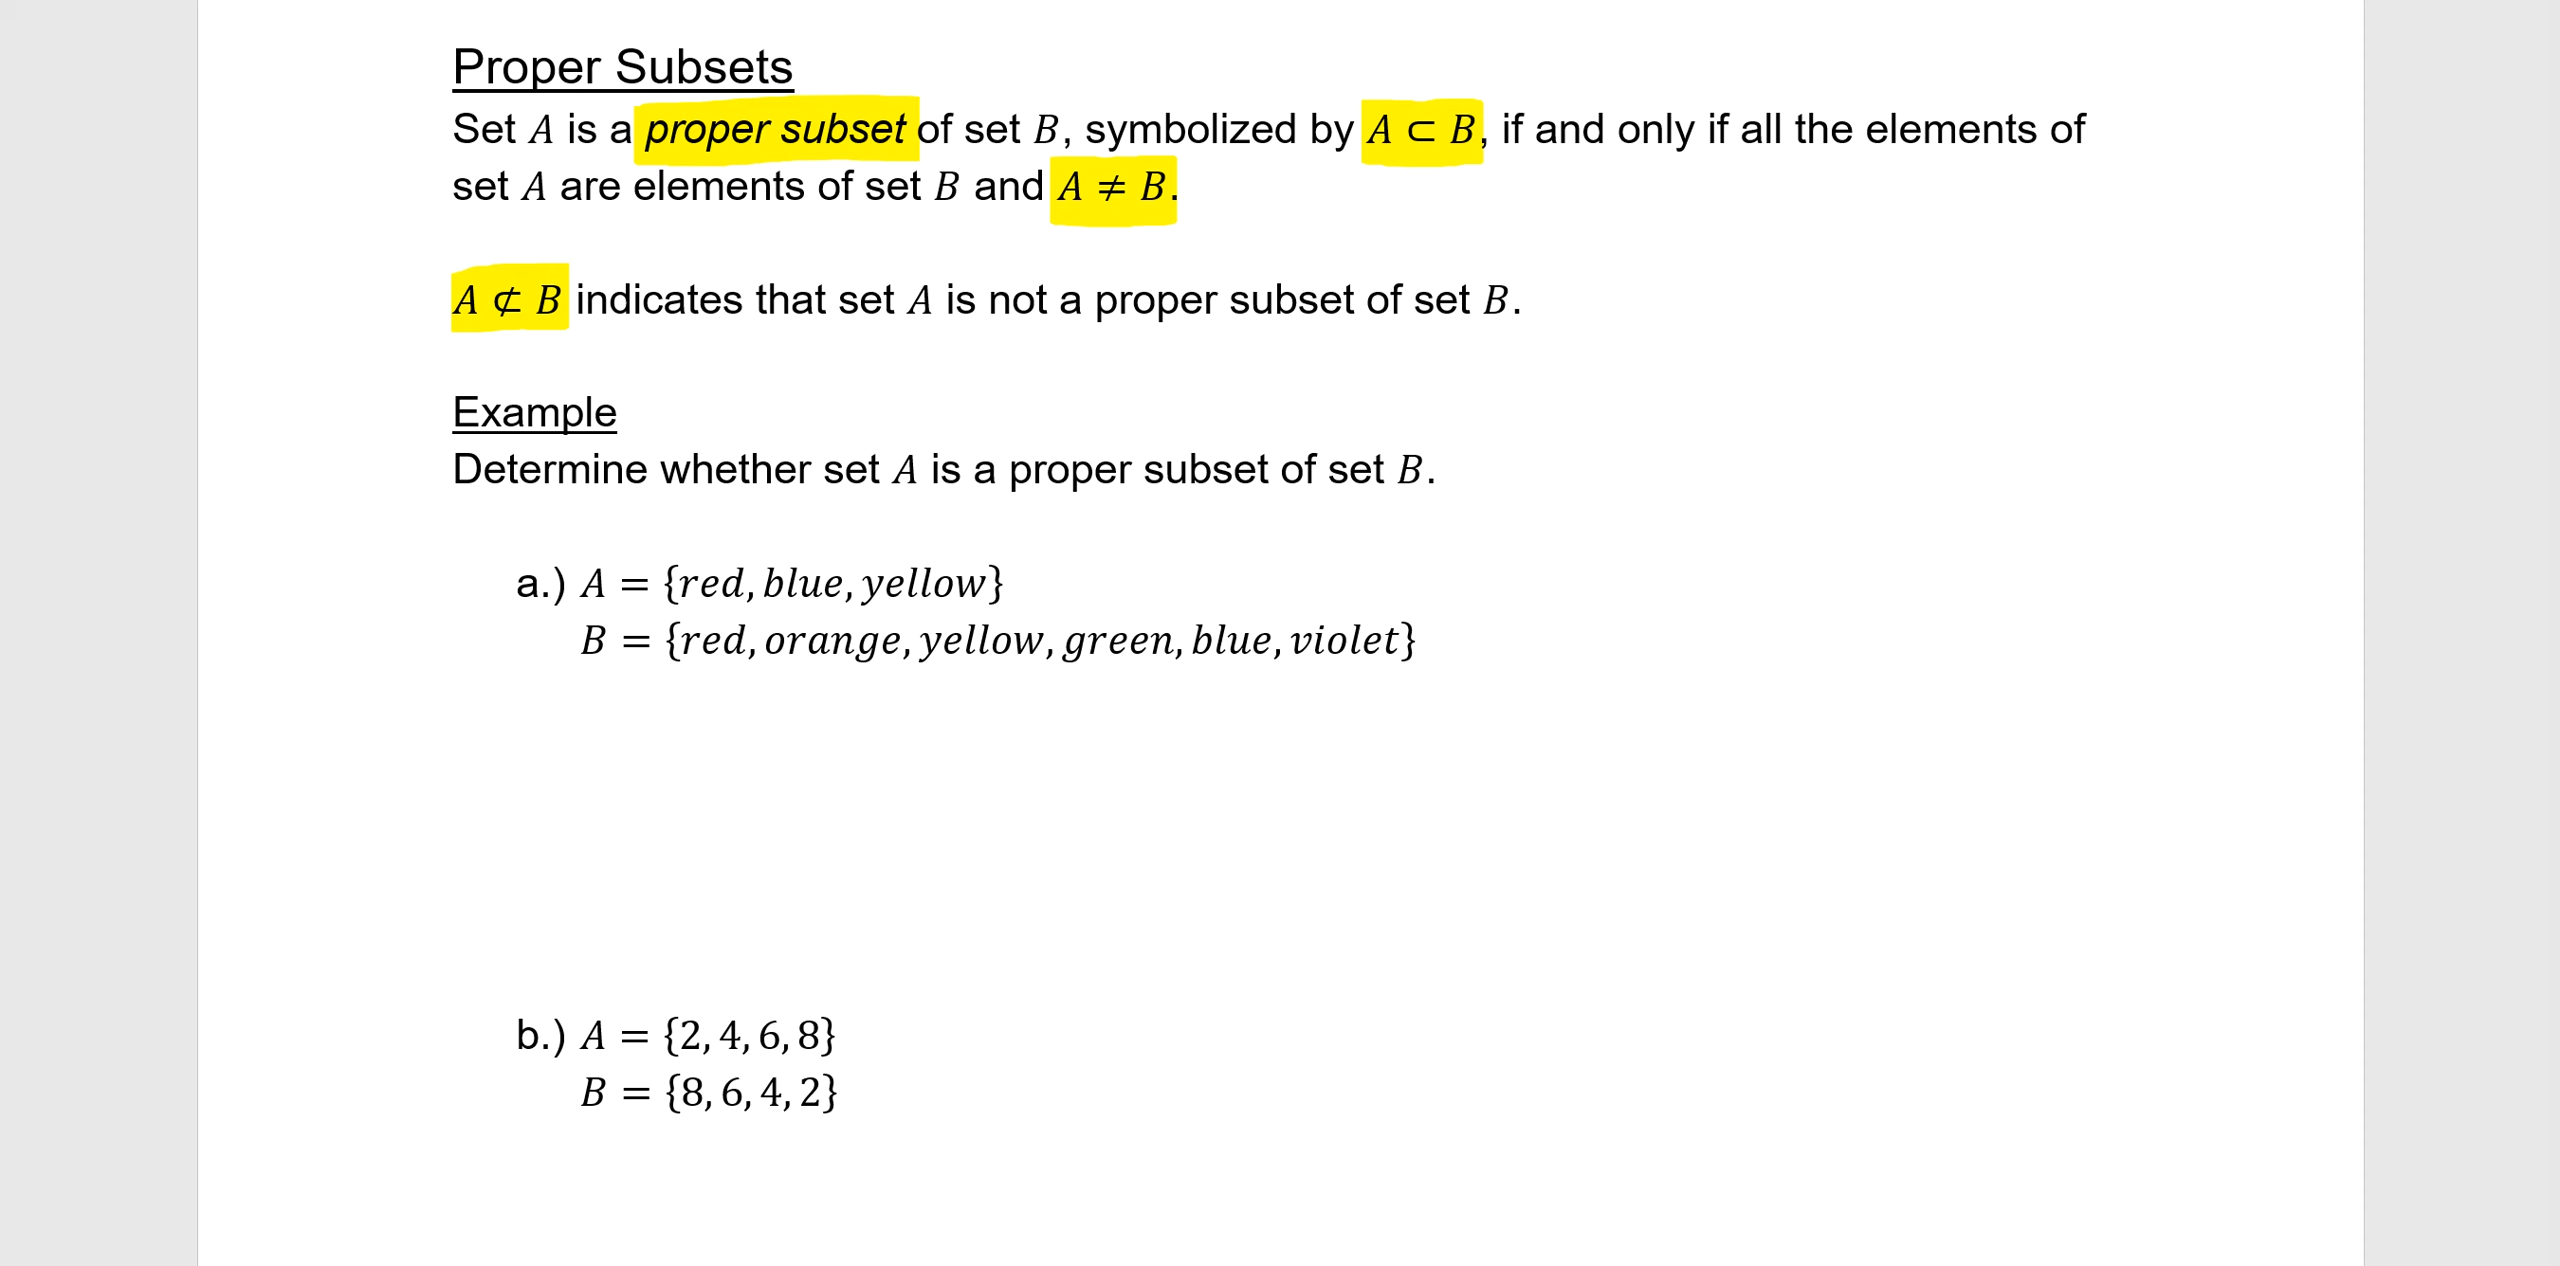 Proper Subsets
Set A is a proper subset of set B, symbolized by A ⊂ B, if and only if all the elements of
set A are elements of set B and A ≠ B.
A ⊄ B indicates that set A is not a proper subset of set B.
Example
Determine whether set A is a proper subset of set B.
a.) A = {red, blue, yellow}
B = {red, orange, yellow, green, blue, violet}
b.) A = {2, 4, 6, 8}
B = {8, 6, 4, 2}